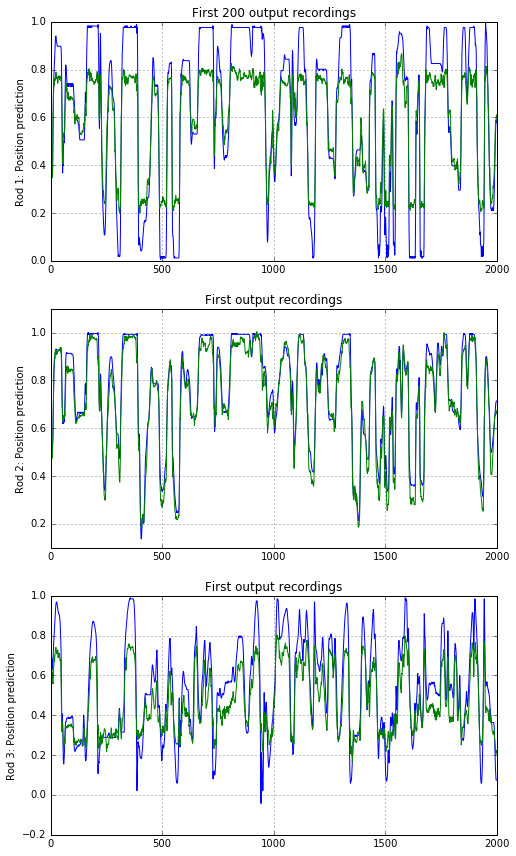 First 200 output recordings
1.0
0.8
0.6
0.4
0.2
0.0
Rod 1: Position prediction
0 500 1000 1500 2000
First output recordings
1.0
0.8
0.6
0.4
0.2
Rod 2: Position prediction
0 500 1000 1500 2000
First output recordings
1.0
0.8
0.6
0.4
0.2
0.0
−0.2
Rod 3: Position prediction
0 500 1000 1500 2000